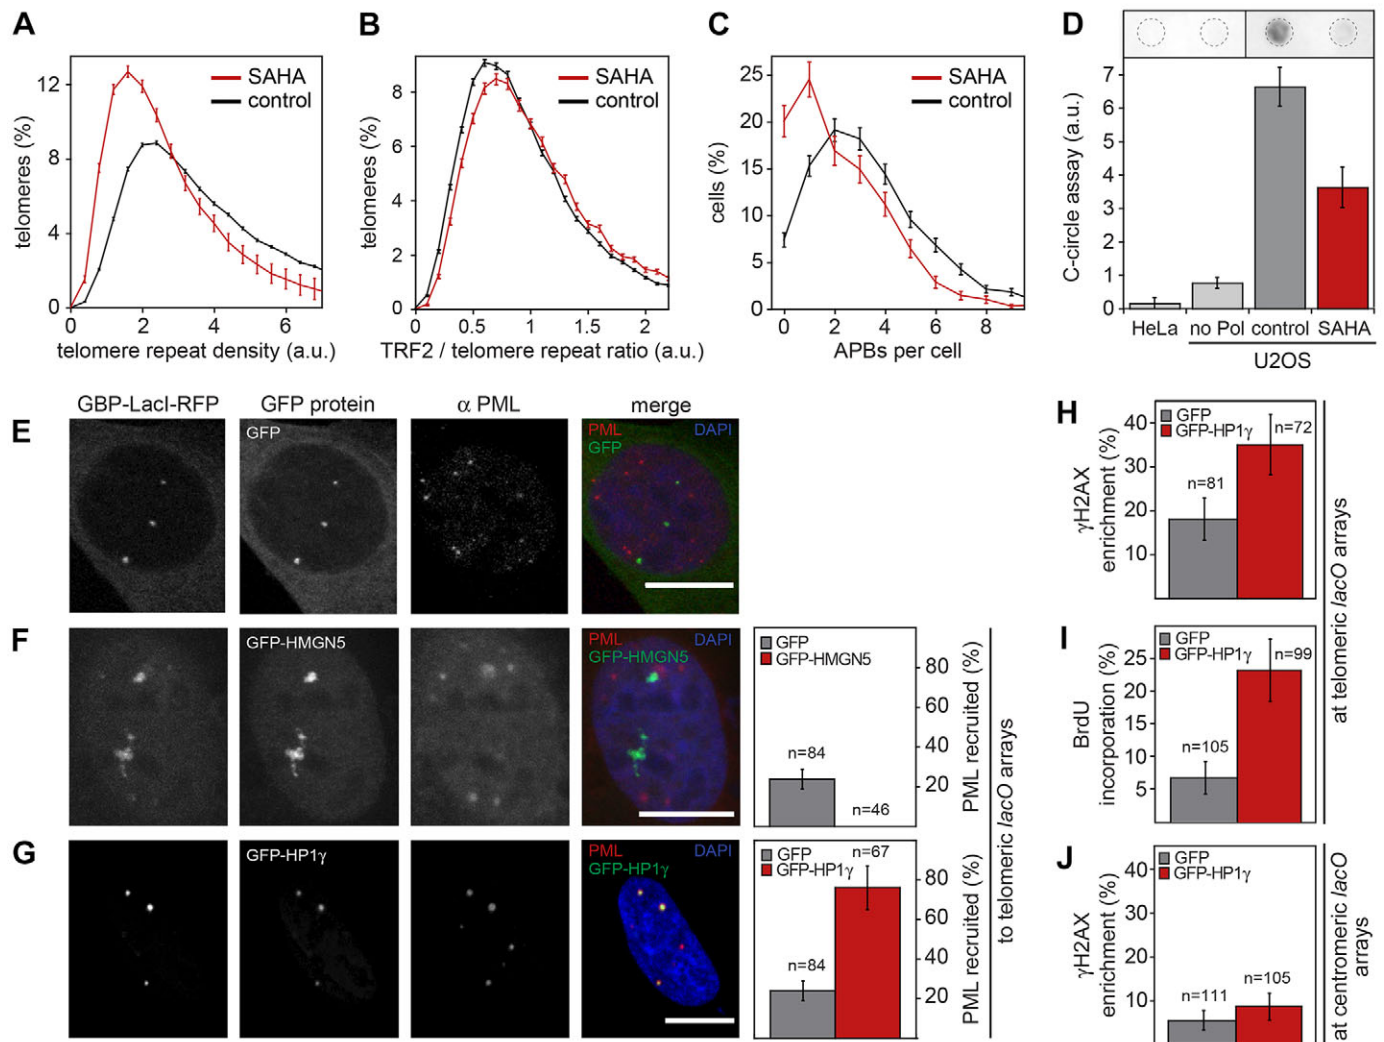 A
SAHA
control
telomeres (%)
12
8
4
0
0 2 4 6
telomere repeat density (a.u.)
B
SAHA
control
telomeres (%)
8
6
4
2
0
0 0.5 1 1.5 2
TRF2 / telomere repeat ratio (a.u.)
C
SAHA
control
cells (%)
25
20
15
10
5
0
0 2 4 6 8
APBs per cell
D
C-circle assay (a.u.)
7
6
5
4
3
2
1
0
HeLa no Pol control SAHA
U2OS
GBP-LacI-RFP GFP protein α PML merge
E
GFP
PML DAPI
GFP
F
GFP-HMGN5
PML DAPI
GFP-HMGN5
GFP
GFP-HMGN5
n=84
n=46
80
60
40
20
PML recruited (%)
G
GFP-HP1γ
PML DAPI
GFP-HP1γ
GFP
GFP-HP1γ
n=67
n=84
80
60
40
20
PML recruited (%)
to telomeric lacO arrays
H
GFP
GFP-HP1γ
n=72
n=81
γH2AX
enrichment (%)
40
30
20
10
I
GFP
GFP-HP1γ
n=99
n=105
BrdU
incorporation (%)
25
20
15
10
5
at telomeric lacO arrays
J
GFP
GFP-HP1γ
n=111
n=105
γH2AX
enrichment (%)
40
30
20
10
at centromeric lacO
arrays